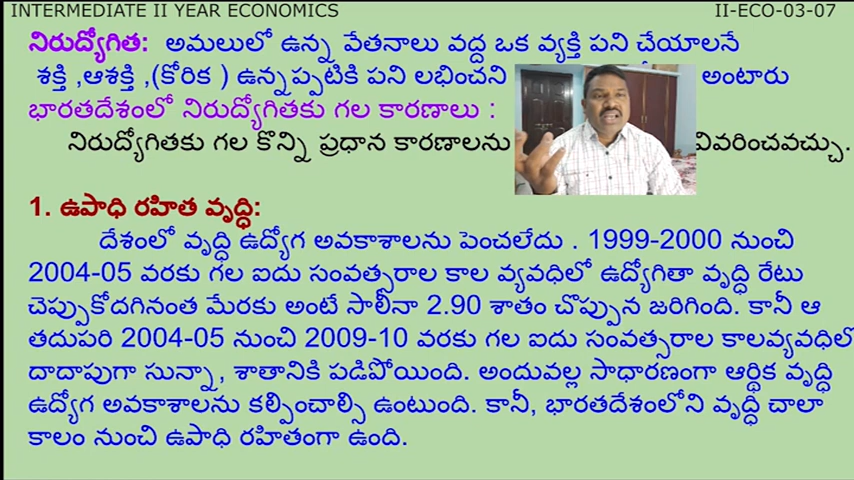 INTERMEDIATE II YEAR ECONOMICS II-ECO-03-07
నిరుద్యోగిత: అమలులో ఉన్న వేతనాలు వద్ద ఒక వ్యక్తి పని చేయాలనే
శక్తి ,ఆశక్తి ,(కోరిక ) ఉన్నప్పటికి పని లభించని అంటారు
భారతదేశంలో నిరుద్యోగితకు గల కారణాలు :
నిరుద్యోగితకు గల కొన్ని ప్రధాన కారణాలను వివరించవచ్చు.
1. ఉపాధి రహిత వృద్ధి:
దేశంలో వృద్ధి ఉద్యోగ అవకాశాలను పెంచలేదు . 1999-2000 నుంచి
2004-05 వరకు గల ఐదు సంవత్సరాల కాల వ్యవధిలో ఉద్యోగితా వృద్ధి రేటు
చెప్పుకోదగినంత మేరకు అంటే సాలీనా 2.90 శాతం చొప్పున జరిగింది. కానీ ఆ
తదుపరి 2004-05 నుంచి 2009-10 వరకు గల ఐదు సంవత్సరాల కాలవ్యవధిలో
దాదాపుగా సున్నా, శాతానికి పడిపోయింది. అందువల్ల సాధారణంగా ఆర్థిక వృద్ధి
ఉద్యోగ అవకాశాలను కల్పించాల్సి ఉంటుంది. కానీ, భారతదేశంలోని వృద్ధి చాలా
కాలం నుంచి ఉపాధి రహితంగా ఉంది.